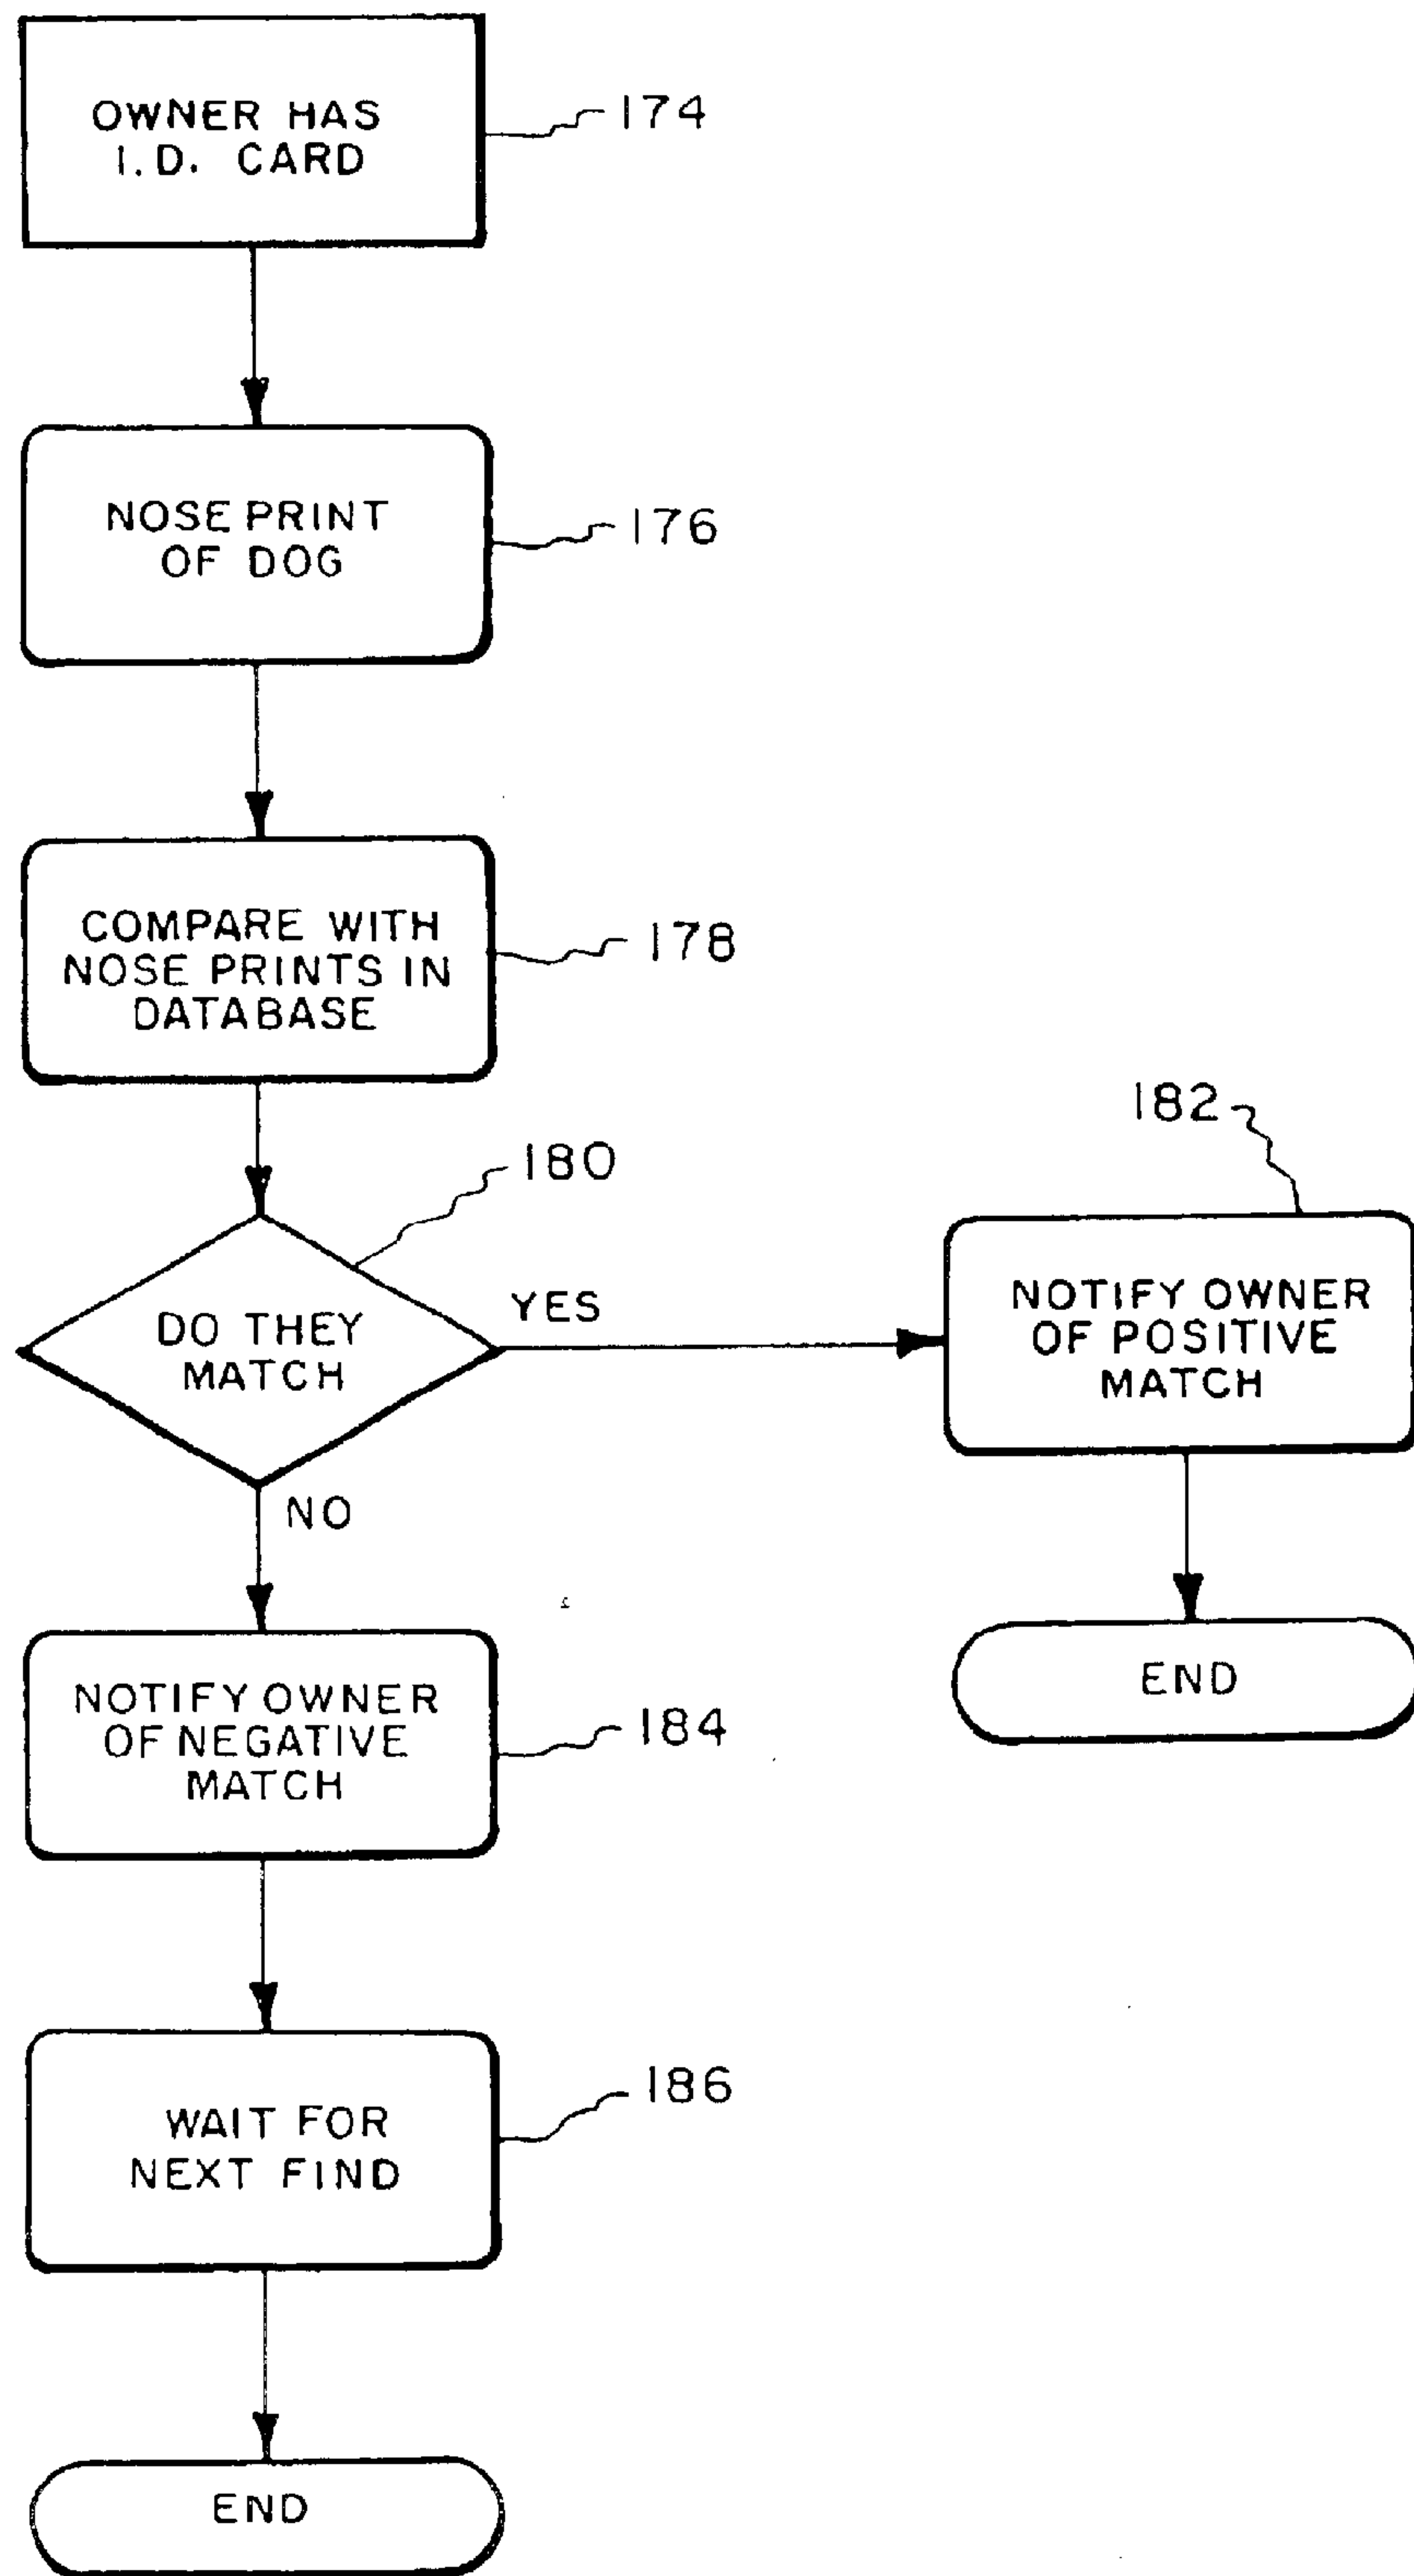 OWNER HAS
I.D. CARD
174
NOSE PRINT
OF DOG
176
COMPARE WITH
NOSE PRINTS IN
DATABASE
178
180
DO THEY
MATCH
YES
182
NOTIFY OWNER
OF POSITIVE
MATCH
END
NO
NOTIFY OWNER
OF NEGATIVE
MATCH
184
WAIT FOR
NEXT FIND
186
END